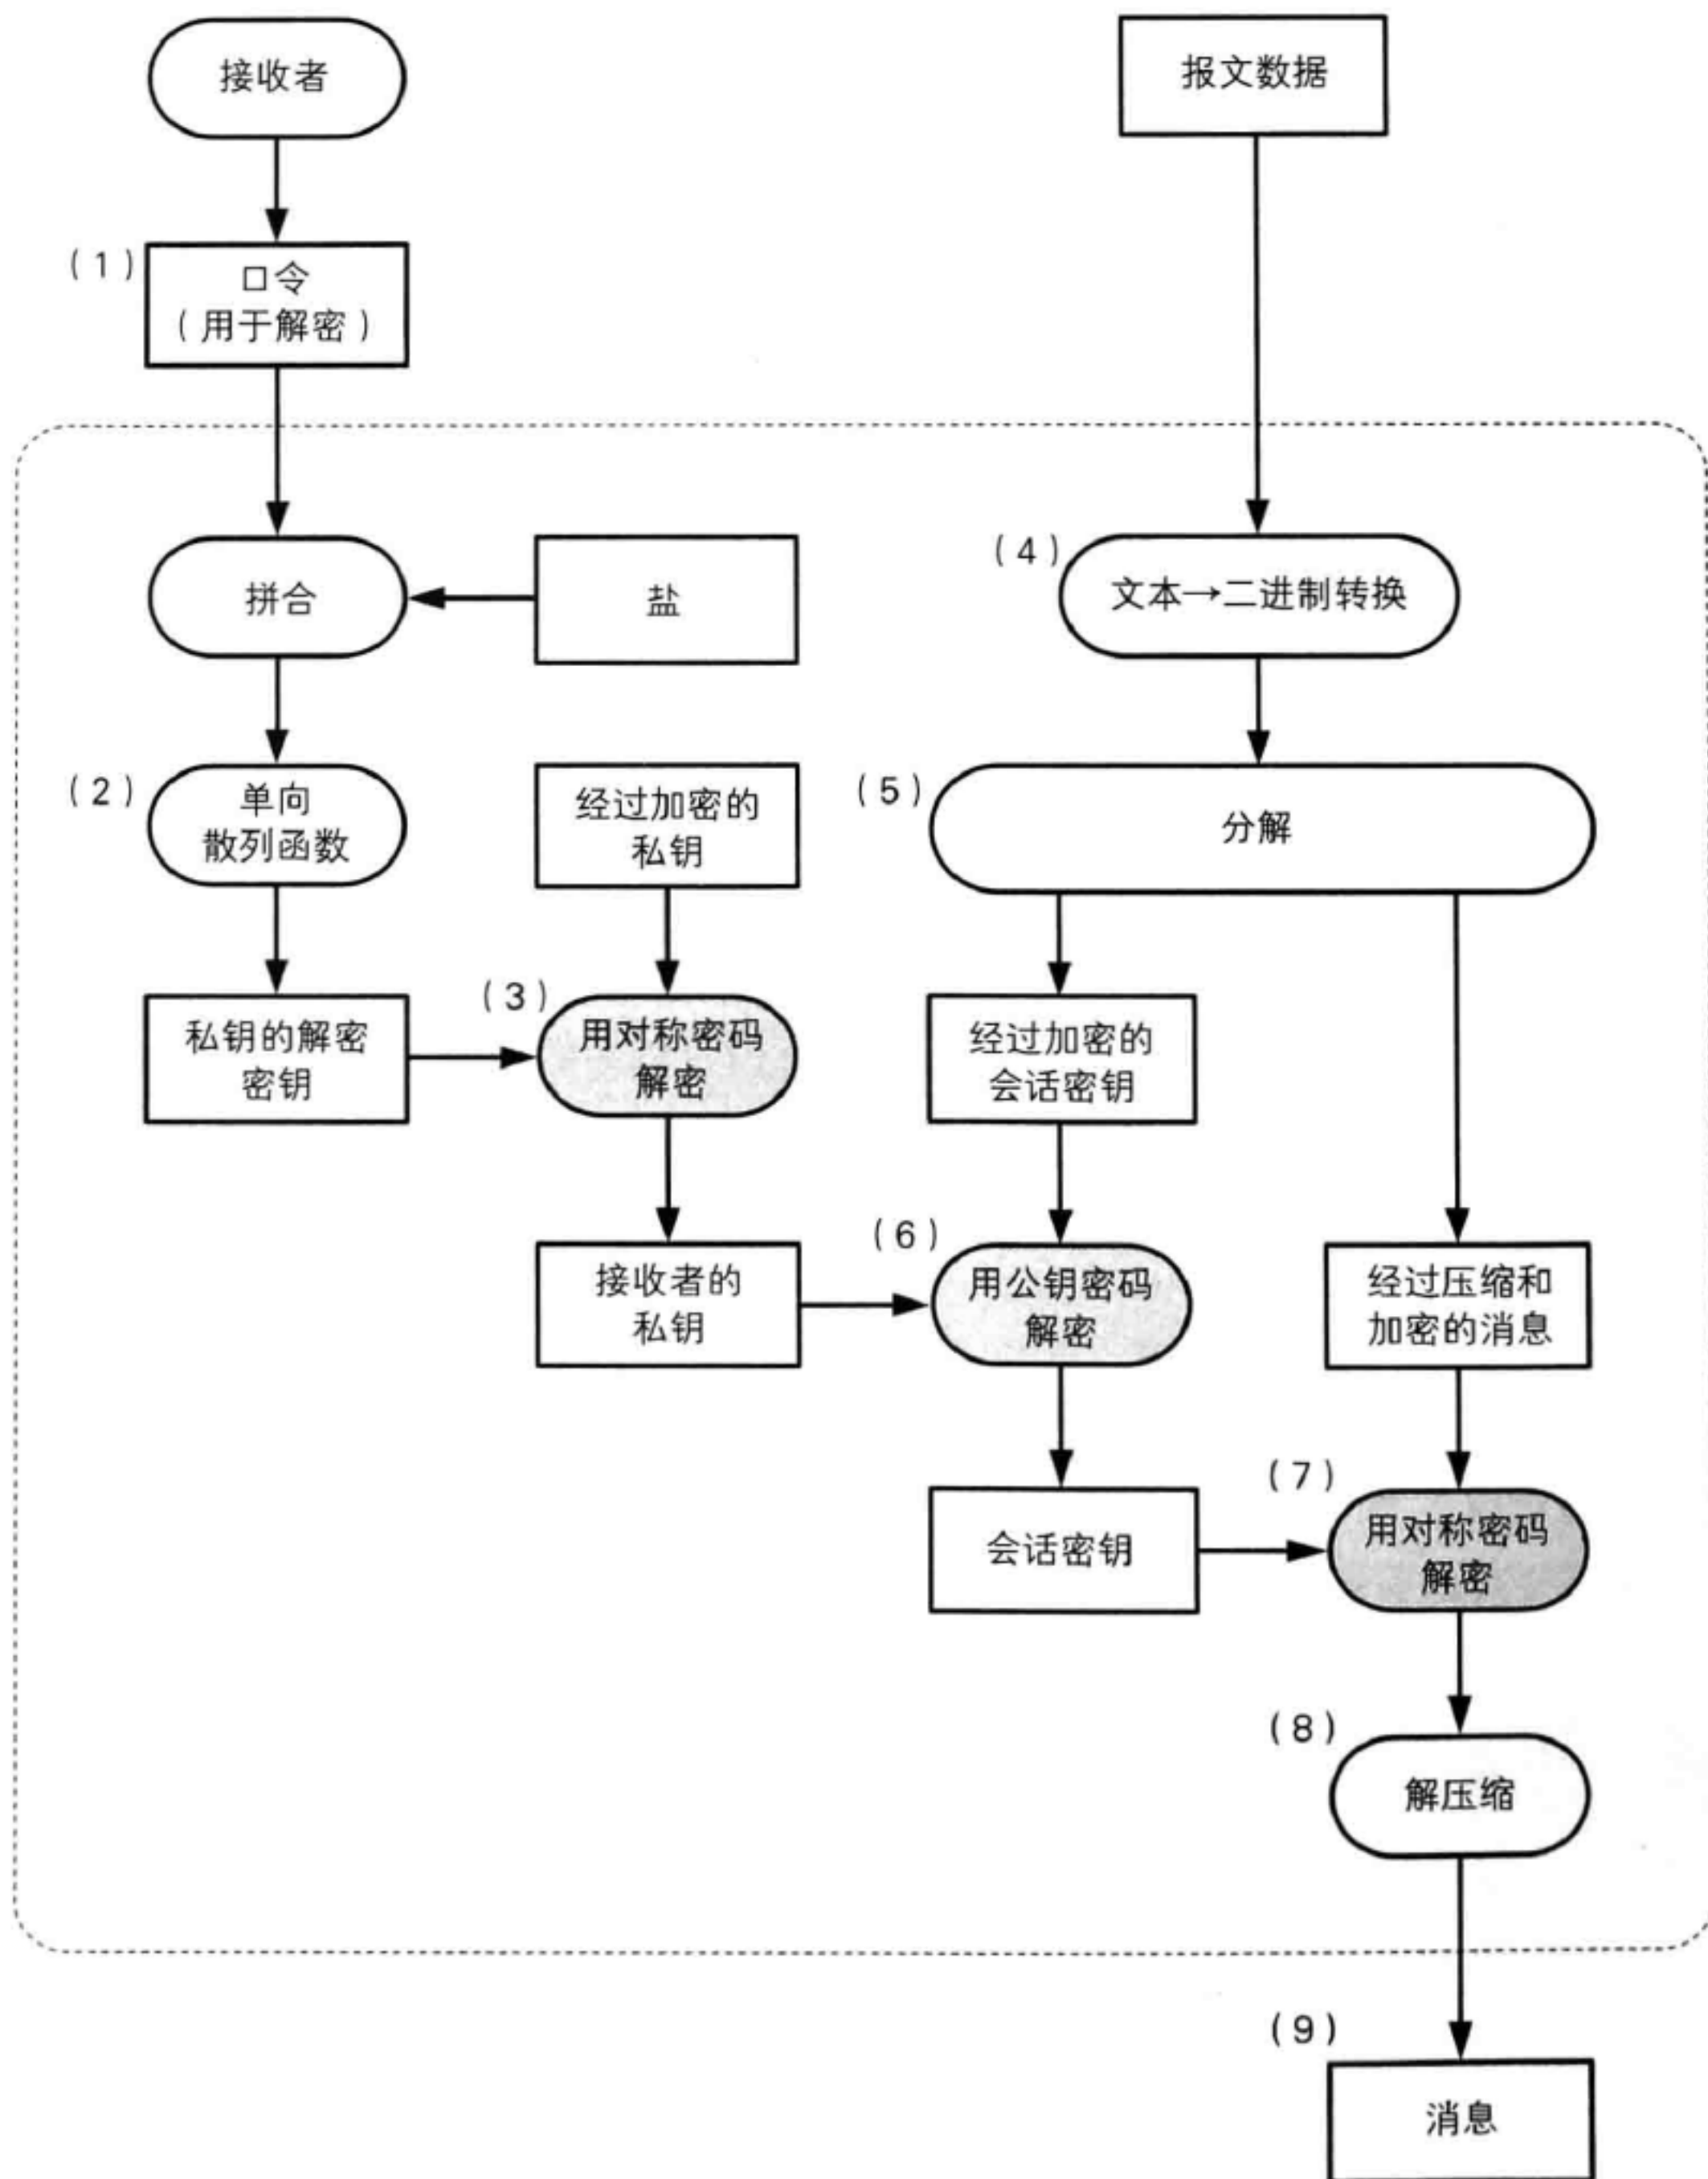 接收者
报文数据
(1)
口令
(用于解密)
拼合
盐
(4)
文本→二进制转换
(2)
单向
散列函数
经过加密的
私钥
(5)
分解
私钥的解密
密钥
(3)
用对称密码
解密
经过加密的
会话密钥
接收者的
私钥
(6)
用公钥密码
解密
经过压缩和
加密的消息
会话密钥
(7)
用对称密码
解密
(8)
解压缩
(9)
消息